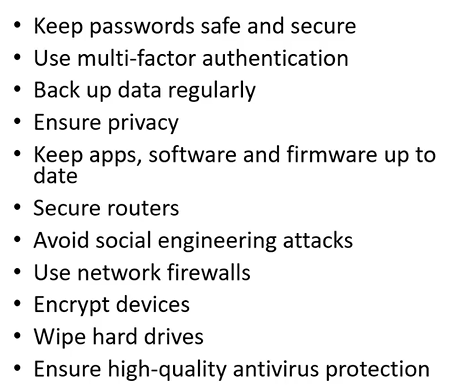 • Keep passwords safe and secure
• Use multi-factor authentication
• Back up data regularly
• Ensure privacy
• Keep apps, software and firmware up to
date
• Secure routers
• Avoid social engineering attacks
• Use network firewalls
• Encrypt devices
• Wipe hard drives
• Ensure high-quality antivirus protection